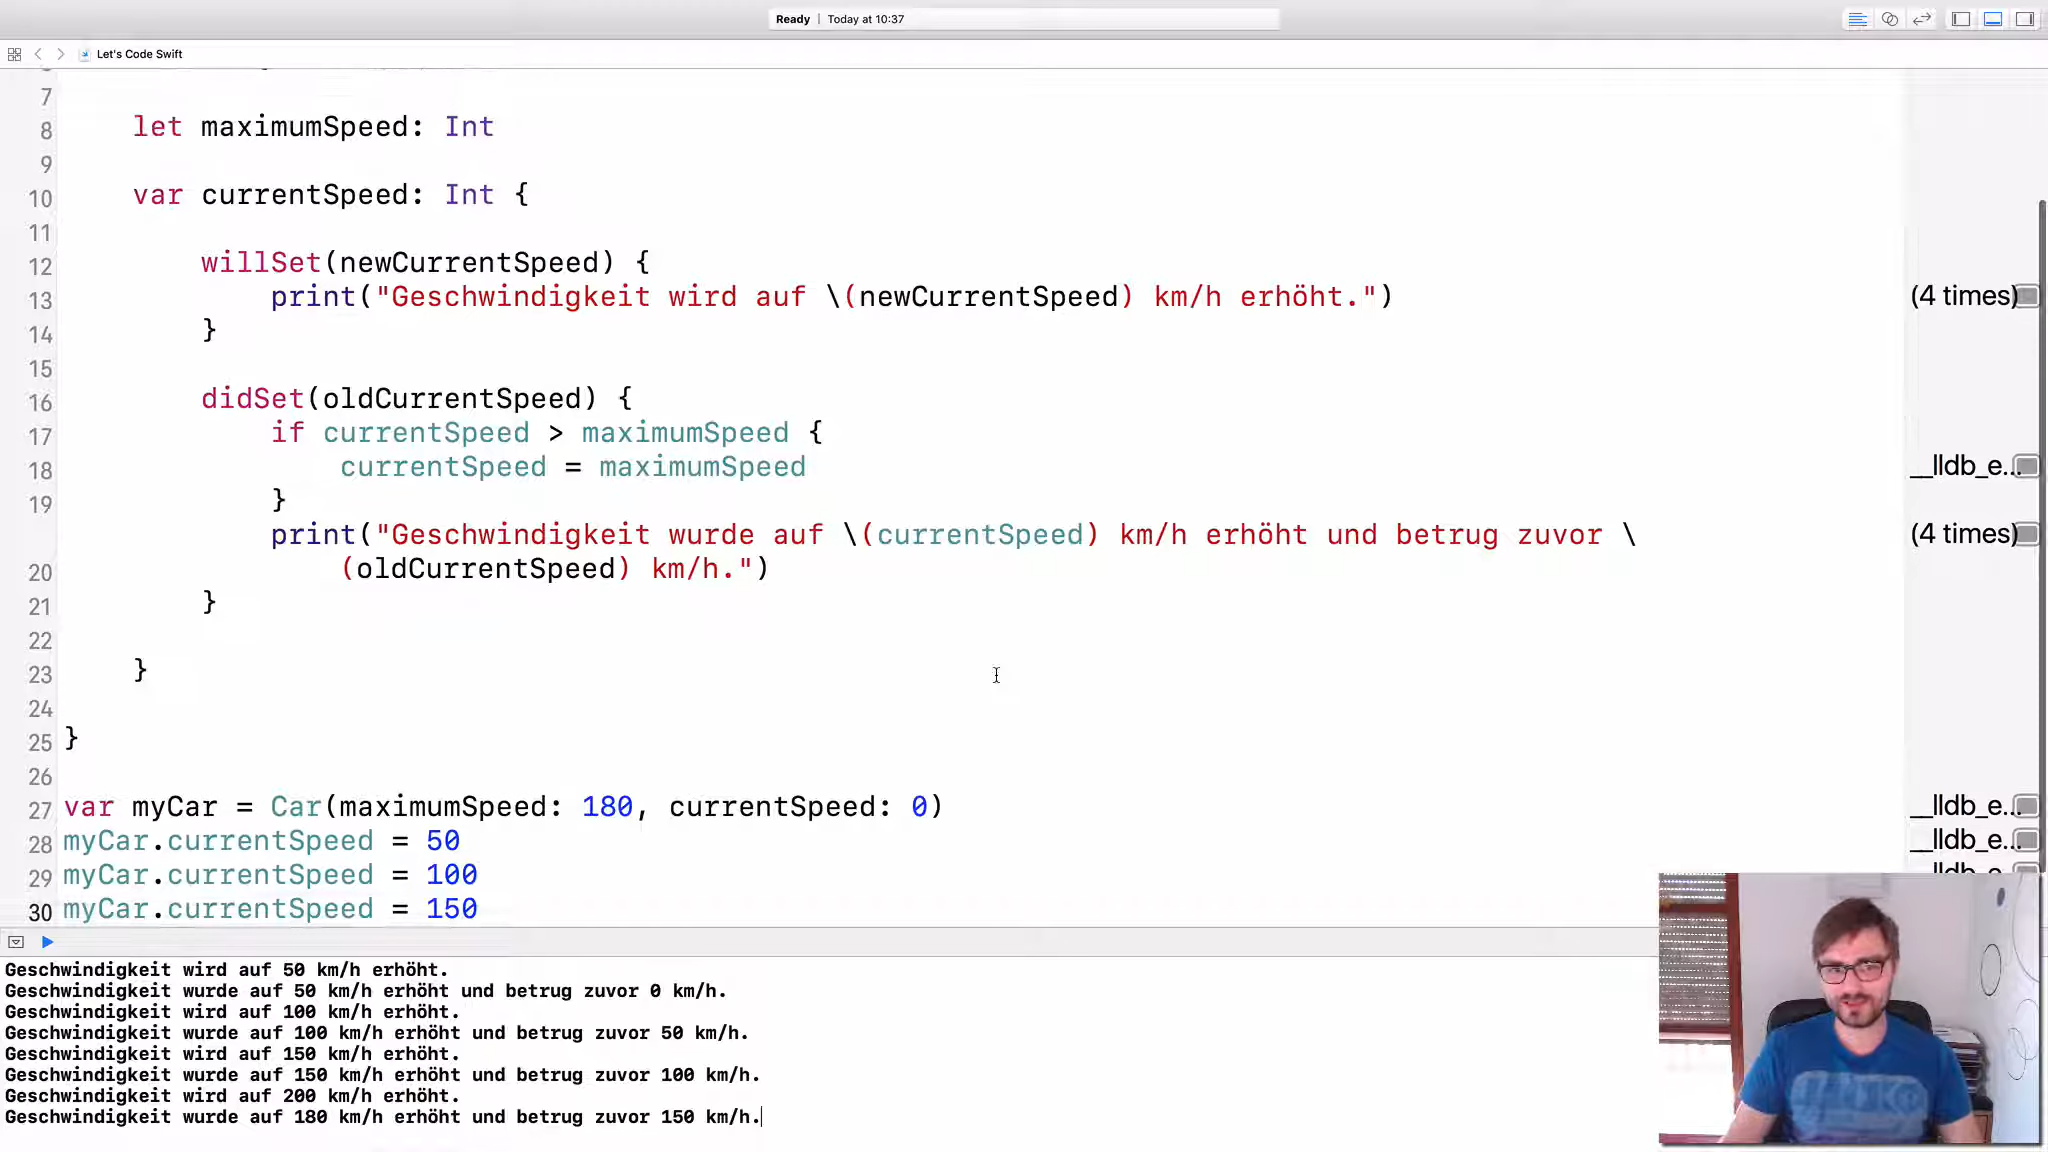 Ready | Today at 10:37
Let's Code Swift
7
8 let maximumSpeed: Int
9
10 var currentSpeed: Int {
11
12 willSet(newCurrentSpeed) {
13 print("Geschwindigkeit wird auf \(newCurrentSpeed) km/h erhöht.") (4 times)
14 }
15
16 didSet(oldCurrentSpeed) {
17 if currentSpeed > maximumSpeed {
18 currentSpeed = maximumSpeed __lldb_e...
19 }
print("Geschwindigkeit wurde auf \(currentSpeed) km/h erhöht und betrug zuvor \ (4 times)
20 (oldCurrentSpeed) km/h.")
21 }
22
23 }
24
25 }
26
27 var myCar = Car(maximumSpeed: 180, currentSpeed: 0) __lldb_e...
28 myCar.currentSpeed = 50 __lldb_e...
29 myCar.currentSpeed = 100 __lldb_e...
30 myCar.currentSpeed = 150
Geschwindigkeit wird auf 50 km/h erhöht.
Geschwindigkeit wurde auf 50 km/h erhöht und betrug zuvor 0 km/h.
Geschwindigkeit wird auf 100 km/h erhöht.
Geschwindigkeit wurde auf 100 km/h erhöht und betrug zuvor 50 km/h.
Geschwindigkeit wird auf 150 km/h erhöht.
Geschwindigkeit wurde auf 150 km/h erhöht und betrug zuvor 100 km/h.
Geschwindigkeit wird auf 200 km/h erhöht.
Geschwindigkeit wurde auf 180 km/h erhöht und betrug zuvor 150 km/h.